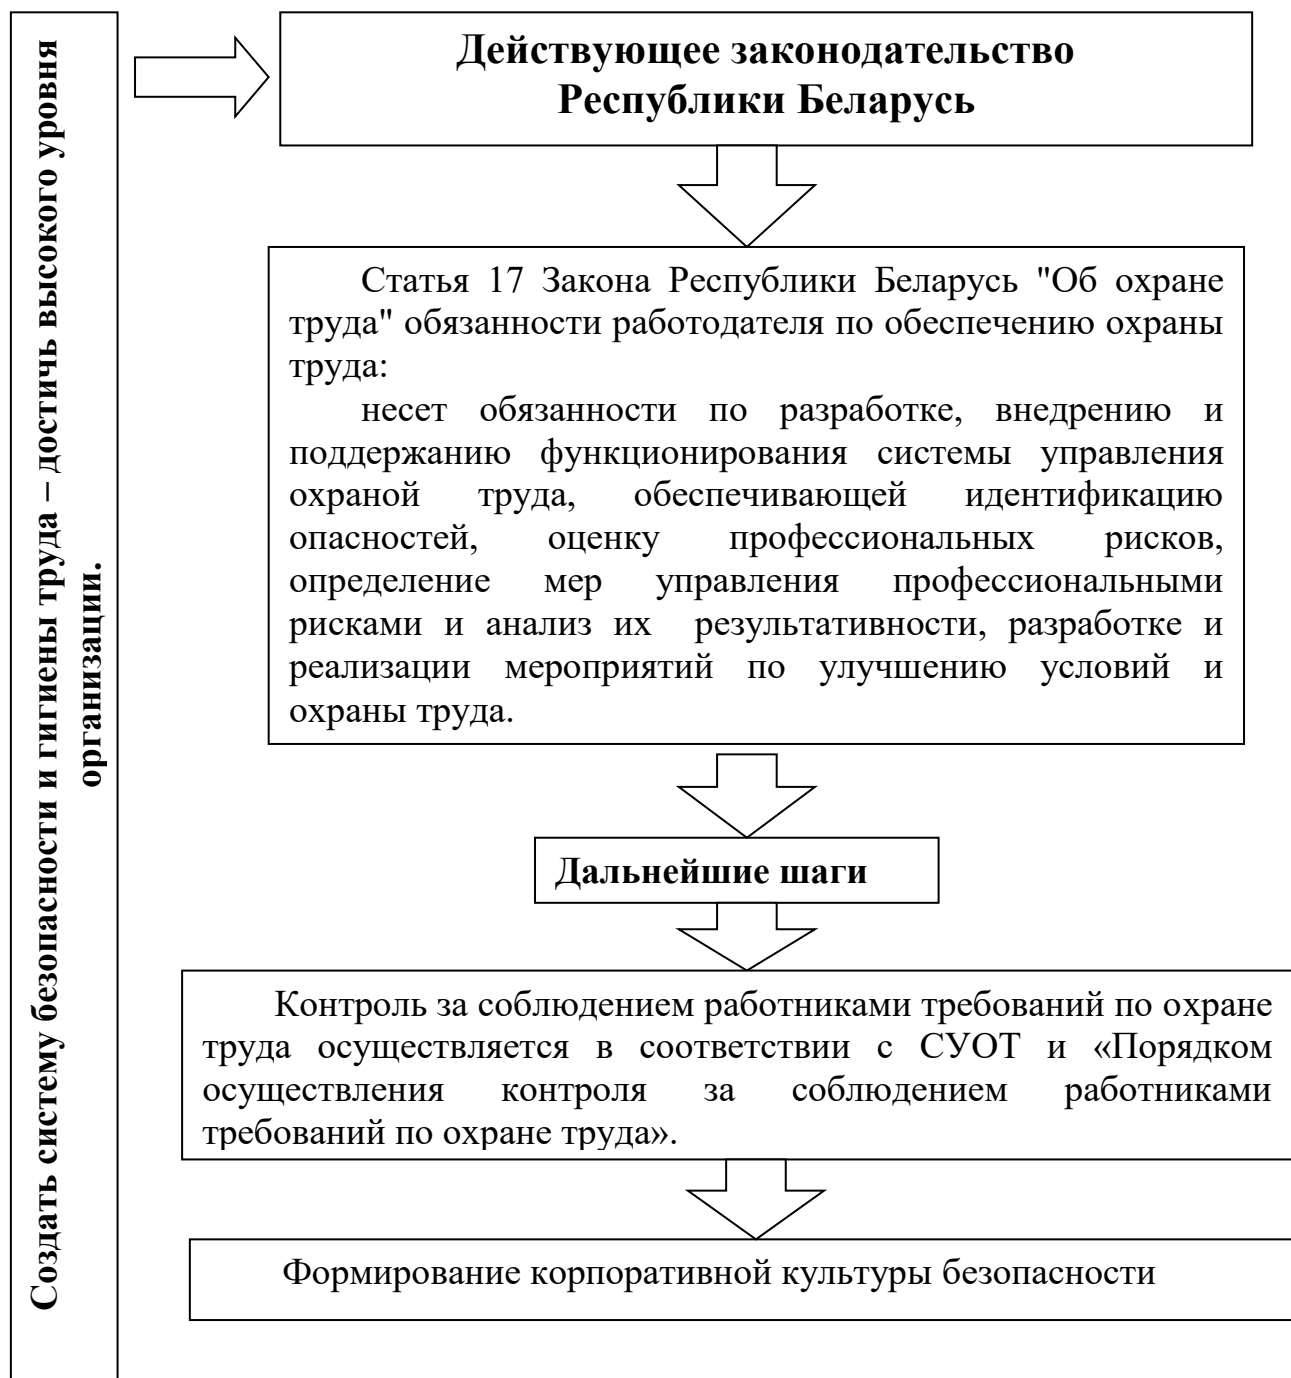 Создать систему безопасности и гигиены труда – достичь высокого уровня
организации.
Действующее законодательство
Республики Беларусь
Статья 17 Закона Республики Беларусь "Об охране
труда" обязанности работодателя по обеспечению охраны
труда:
несет обязанности по разработке, внедрению и
поддержанию функционирования системы управления
охраной труда, обеспечивающей идентификацию
опасностей, оценку профессиональных рисков,
определение мер управления профессиональными
рисками и анализ их результативности, разработке и
реализации мероприятий по улучшению условий и
охраны труда.
Дальнейшие шаги
Контроль за соблюдением работниками требований по охране
труда осуществляется в соответствии с СУОТ и «Порядком
осуществления контроля за соблюдением работниками
требований по охране труда».
Формирование корпоративной культуры безопасности